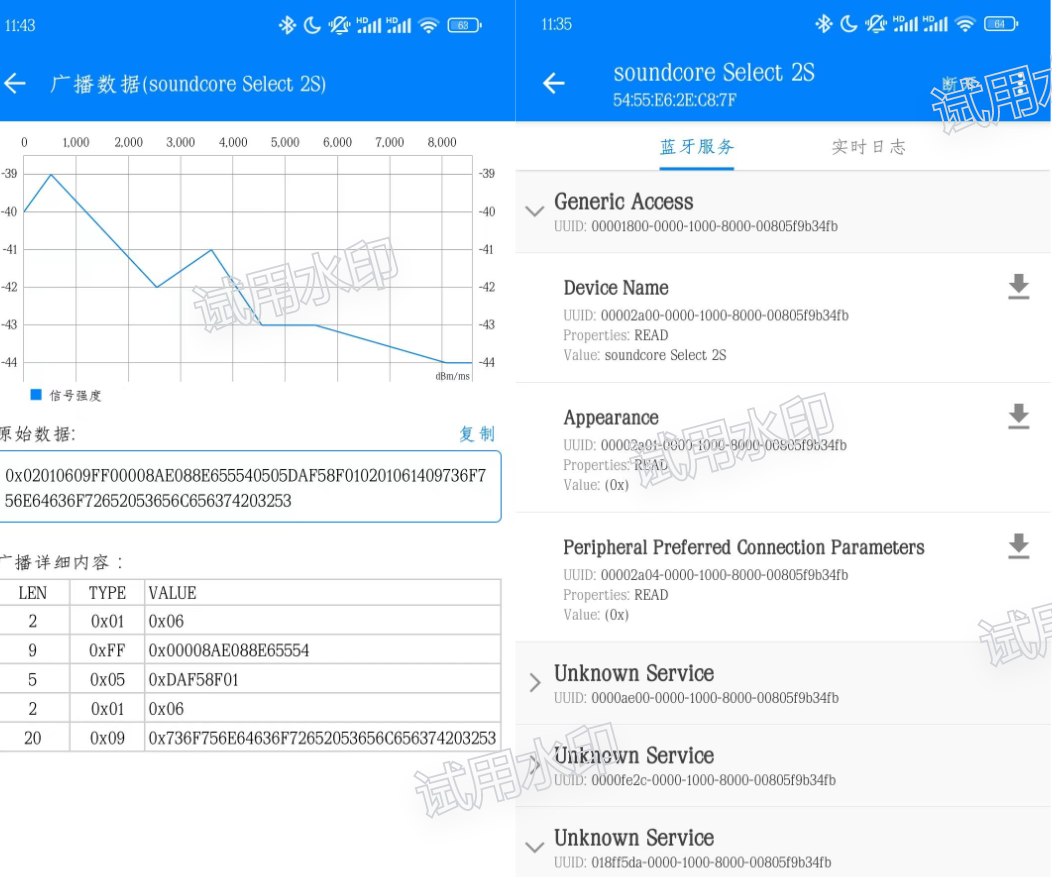 11:43
63
广播数据(soundcore Select 2S)
0 1,000 2,000 3,000 4,000 5,000 6,000 7,000 8,000
-39 -39
-40 -40
-41 -41
-42 -42
-43 -43
-44 -44
dBm/ms
信号强度
原始数据:
复制
0x02010609FF00008AE088E655540505DAF58F010201061409736F7
56E64636F72652053656C656374203253
广播详细内容：
LEN TYPE VALUE
2 0x01 0x06
9 0xFF 0x00008AE088E65554
5 0x05 0xDAF58F01
2 0x01 0x06
20 0x09 0x736F756E64636F72652053656C656374203253
试用水印
试用水印
11:35
64
soundcore Select 2S
54:55:E6:2E:C8:7F
断开
试用水
蓝牙服务 实时日志
Generic Access
UUID: 00001800-0000-1000-8000-00805f9b34fb
Device Name
UUID: 00002a00-0000-1000-8000-00805f9b34fb
Properties: READ
Value: soundcore Select 2S
Appearance
UUID: 00002a01-0000-1000-8000-00805f9b34fb
Properties: READ
Value: (0x)
试用水印
Peripheral Preferred Connection Parameters
UUID: 00002a04-0000-1000-8000-00805f9b34fb
Properties: READ
Value: (0x)
试用
Unknown Service
UUID: 0000ae00-0000-1000-8000-00805f9b34fb
Unknown Service
UUID: 0000fe2c-0000-1000-8000-00805f9b34fb
Unknown Service
UUID: 018ff5da-0000-1000-8000-00805f9b34fb